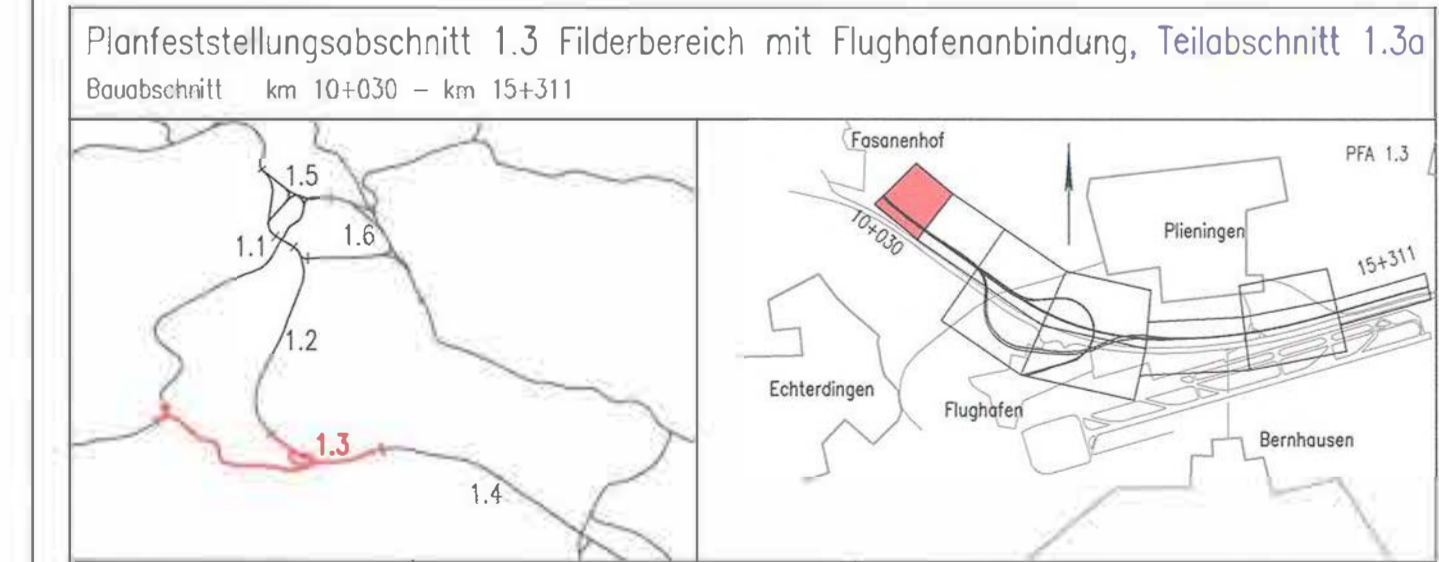 Planfeststellungsabschnitt 1.3 Filderbereich mit Flughafenanbindung, Teilabschnitt 1.3a
Bauabschnitt km 10+030 – km 15+311
1.5
1.1
1.6
1.2
1.3
1.4
Fasanenhof
PFA 1.3
10+030
Plieningen
15+311
Echterdingen
Flughafen
Bernhausen